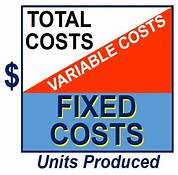 TOTAL
COSTS
VARIABLE COSTS
$
FIXED
COSTS
Units Produced